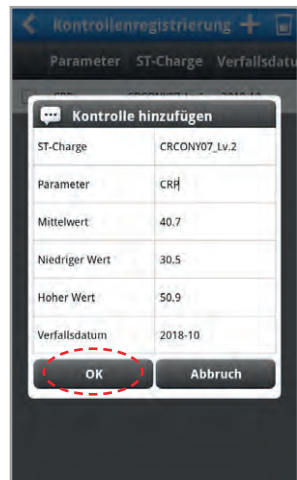 Kontrollenregistrierung
Parameter ST-Charge Verfallsdatu
Kontrolle hinzufügen
ST-Charge CRCONY07_Lv.2
Parameter CRP
Mittelwert 40.7
Niedriger Wert 30.5
Hoher Wert 50.9
Verfallsdatum 2018-10
OK Abbruch